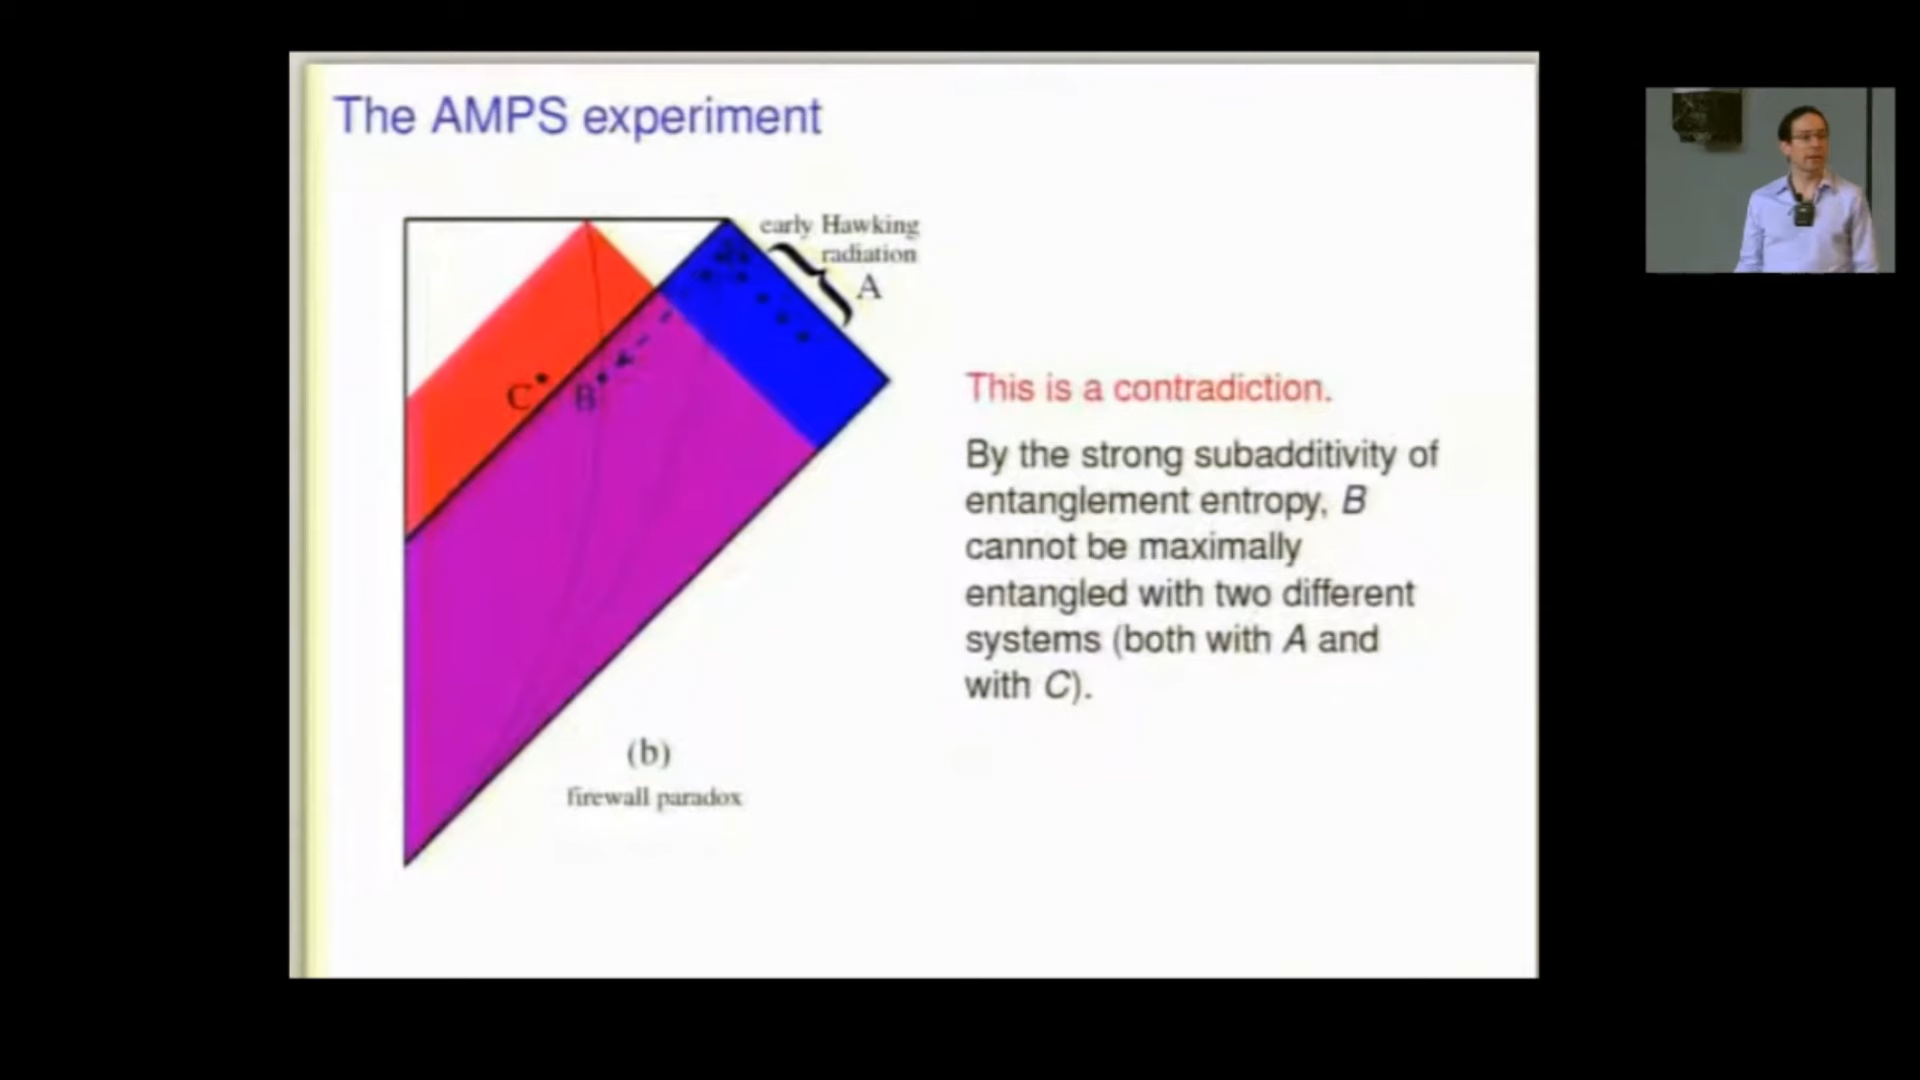 The AMPS experiment
early Hawking
radiation
A
C
B
This is a contradiction.
By the strong subadditivity of
entanglement entropy, B
cannot be maximally
entangled with two different
systems (both with A and
with C).
(b)
firewall paradox